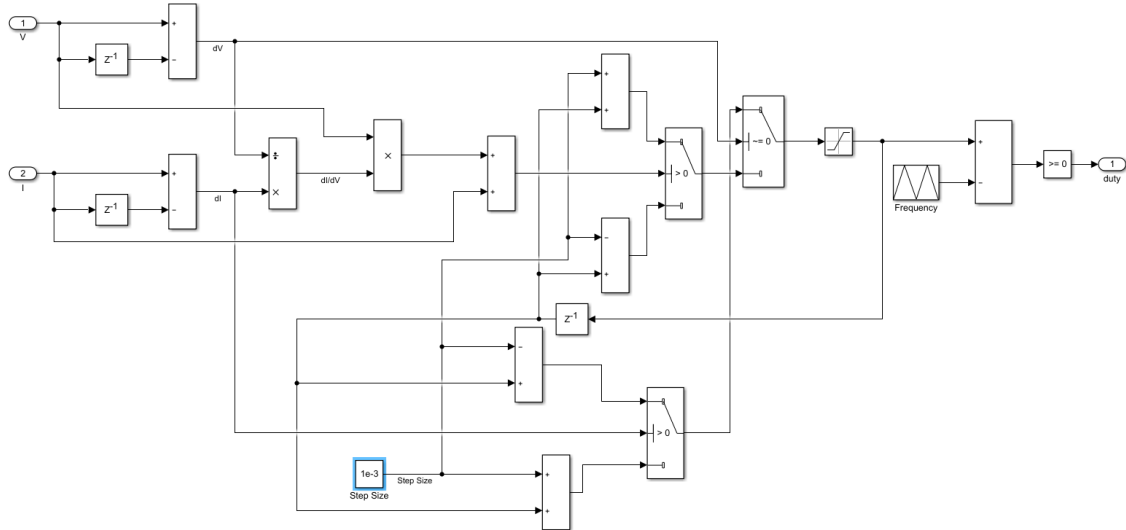 1
V
+
−
Z⁻¹
dV
2
I
+
−
Z⁻¹
dI
÷
×
dI/dV
×
+
+
+
+
> 0
−
+
~= 0
Frequency
+
−
>= 0
1
duty
Z⁻¹
−
+
> 0
1e-3
Step Size
Step Size
+
+